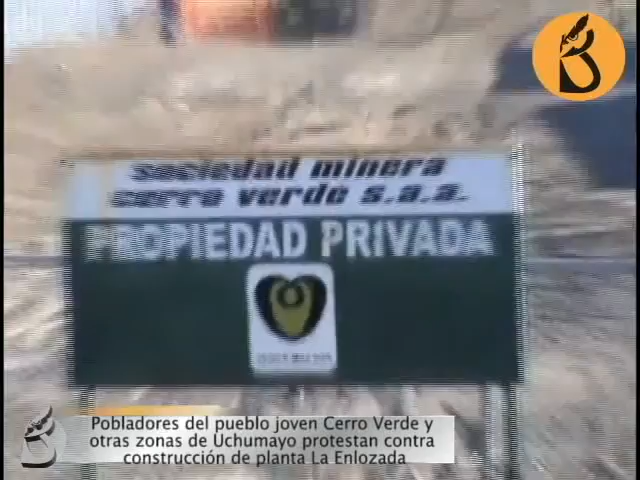 sociedad minera
cerro verde s.a.a.
PROPIEDAD PRIVADA
Pobladores del pueblo joven Cerro Verde y
otras zonas de Uchumayo protestan contra
construcción de planta La Enlozada